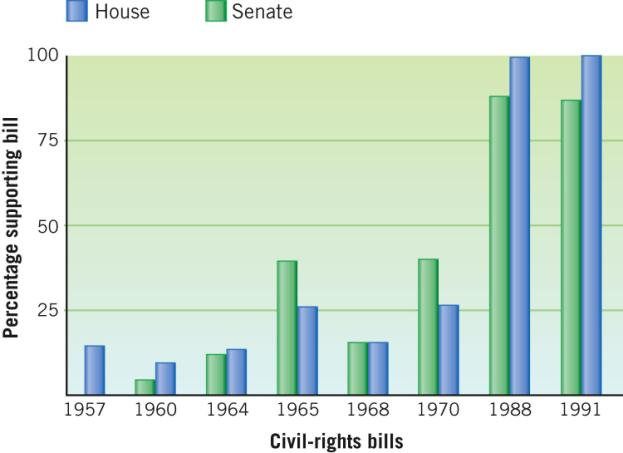 House Senate
Percentage supporting bill
100
75
50
25
1957 1960 1964 1965 1968 1970 1988 1991
Civil-rights bills